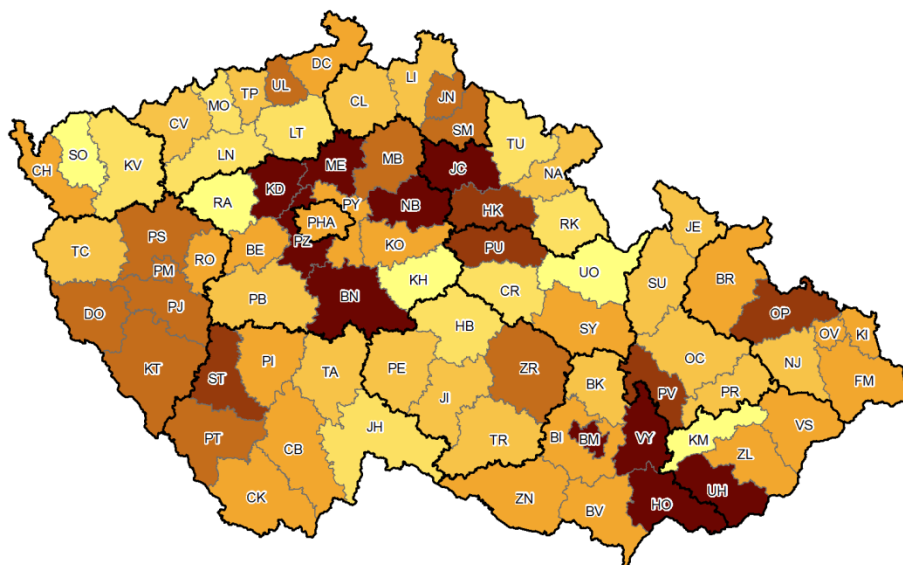 DC
LI
UL
MO
TP
JN
CL
CV
SM
LT
TU
MB
LN
ME
JC
SO
KV
CH
NA
KD
RA
NB
PY
HK
RK
PHA
JE
PS
PU
KO
PZ
BE
TC
RO
UO
BR
PM
KH
SU
BN
CR
PB
PJ
OP
DO
SY
HB
OV
KI
OC
NJ
KT
ST
PI
TA
PE
ZR
BK
FM
PR
PV
JI
VS
JH
BI
BM
VY
KM
PT
TR
CB
ZL
UH
CK
ZN
HO
BV